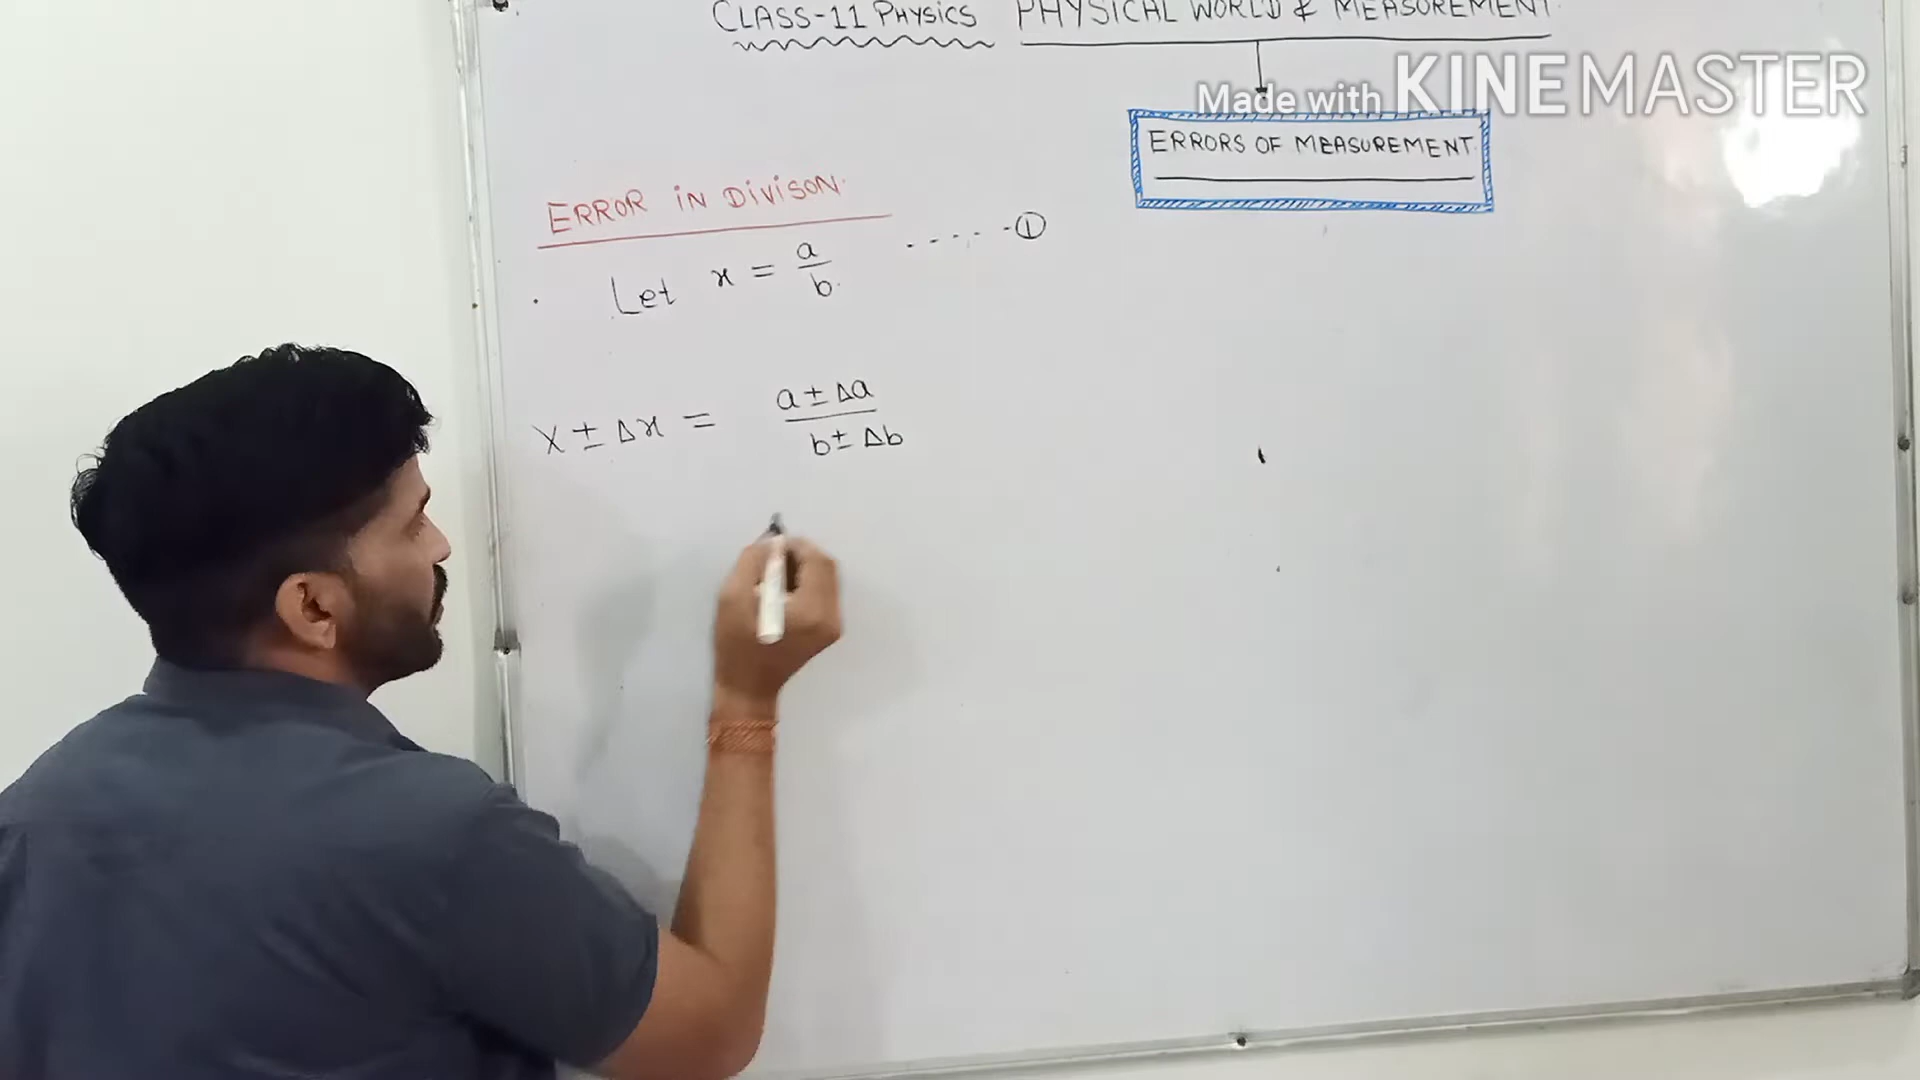 CLASS-11 PHYSICS PHYSICAL WORLD & MEASUREMENT
Made with KINEMASTER
ERRORS OF MEASUREMENT
ERROR iN DiViSON.
Let x = a/b ------①
x ± Δx = a ± Δa / b ± Δb